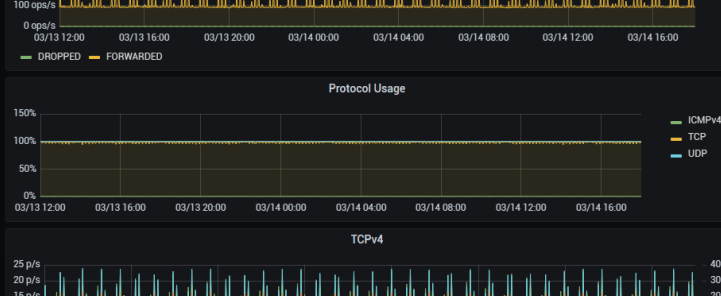 100 ops/s
0 ops/s
03/13 12:00 03/13 16:00 03/13 20:00 03/14 00:00 03/14 04:00 03/14 08:00 03/14 12:00 03/14 16:00
DROPPED FORWARDED
Protocol Usage
150%
100%
50%
0%
03/13 12:00 03/13 16:00 03/13 20:00 03/14 00:00 03/14 04:00 03/14 08:00 03/14 12:00 03/14 16:00
ICMPv4
TCP
UDP
TCPv4
25 p/s 40
20 p/s 30
15 p/s 20